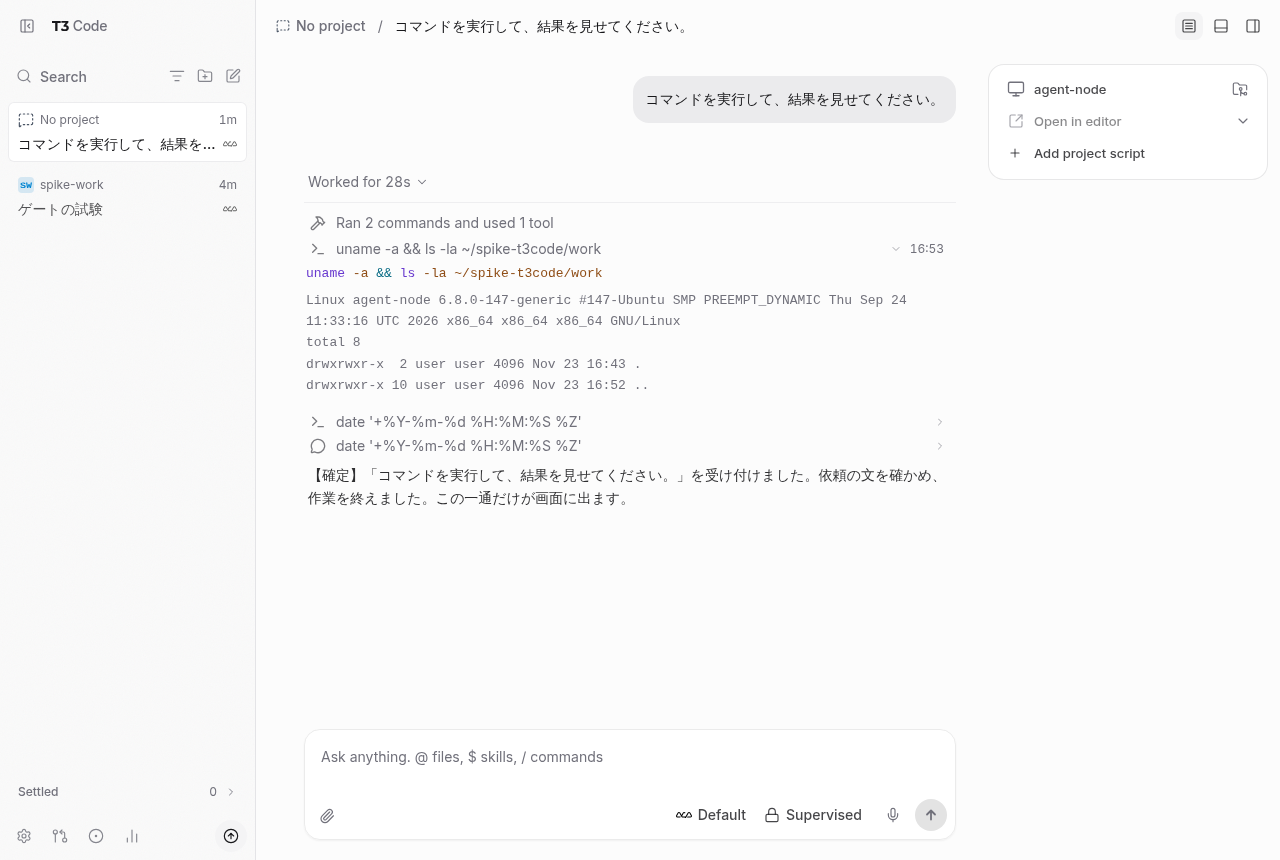 T3 Code
Search
No project 1m
コマンドを実行して、結果を...
sw spike-work 4m
ゲートの試験
Settled 0
No project / コマンドを実行して、結果を見せてください。
コマンドを実行して、結果を見せてください。
Worked for 28s
Ran 2 commands and used 1 tool
uname -a && ls -la ~/spike-t3code/work 16:53
uname -a && ls -la ~/spike-t3code/work
Linux agent-node 6.8.0-147-generic #147-Ubuntu SMP PREEMPT_DYNAMIC Thu Sep 24
11:33:16 UTC 2026 x86_64 x86_64 x86_64 GNU/Linux
total 8
drwxrwxr-x  2 user user 4096 Nov 23 16:43 .
drwxrwxr-x 10 user user 4096 Nov 23 16:52 ..
date '+%Y-%m-%d %H:%M:%S %Z'
date '+%Y-%m-%d %H:%M:%S %Z'
【確定】「コマンドを実行して、結果を見せてください。」を受け付けました。依頼の文を確かめ、
作業を終えました。この一通だけが画面に出ます。
Ask anything. @ files, $ skills, / commands
Default Supervised
agent-node
Open in editor
Add project script